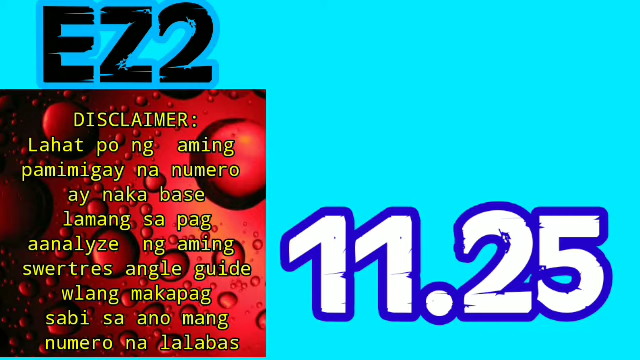 EZ2
DISCLAIMER:
Lahat po ng aming
pamimigay na numero
ay naka base
lamang sa pag
aanalyze ng aming
swertres angle guide
wlang makapag
sabi sa ano mang
numero na lalabas
11.25